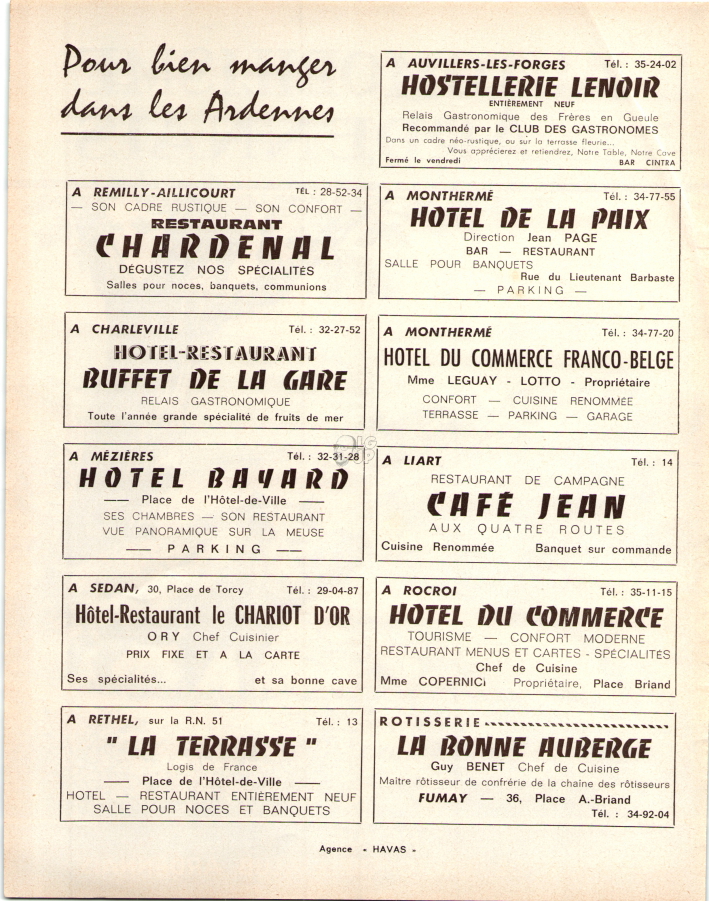 Pour bien manger
dans les Ardennes
A AUVILLERS-LES-FORGES Tél. : 35-24-02
HOSTELLERIE LENOIR
ENTIÈREMENT NEUF
Relais Gastronomique des Frères en Gueule
Recommandé par le CLUB DES GASTRONOMES
Dans un cadre néo-rustique, ou sur la terrasse fleurie...
Vous apprécierez et retiendrez, Notre Table, Notre Cave
Fermé le vendredi BAR CINTRA
A REMILLY-AILLICOURT TÉL : 28-52-34
— SON CADRE RUSTIQUE — SON CONFORT —
RESTAURANT
CHARDENAL
DÉGUSTEZ NOS SPÉCIALITÉS
Salles pour noces, banquets, communions
A MONTHERMÉ Tél. : 34-77-55
HOTEL DE LA PAIX
Direction Jean PAGE
BAR — RESTAURANT
SALLE POUR BANQUETS
Rue du Lieutenant Barbaste
— PARKING —
A CHARLEVILLE Tél. : 32-27-52
HOTEL-RESTAURANT
BUFFET DE LA GARE
RELAIS GASTRONOMIQUE
Toute l'année grande spécialité de fruits de mer
A MONTHERMÉ Tél. : 34-77-20
HOTEL DU COMMERCE FRANCO-BELGE
Mme LEGUAY - LOTTO - Propriétaire
CONFORT — CUISINE RENOMMÉE
TERRASSE — PARKING — GARAGE
A MÉZIÈRES Tél. : 32-31-28
HOTEL BAYARD
—— Place de l'Hôtel-de-Ville ——
SES CHAMBRES — SON RESTAURANT
VUE PANORAMIQUE SUR LA MEUSE
—— PARKING ——
A LIART Tél. : 14
RESTAURANT DE CAMPAGNE
CAFÉ JEAN
AUX QUATRE ROUTES
Cuisine Renommée Banquet sur commande
A SEDAN, 30, Place de Torcy Tél. : 29-04-87
Hôtel-Restaurant le CHARIOT D'OR
ORY Chef Cuisinier
PRIX FIXE ET A LA CARTE
Ses spécialités... et sa bonne cave
A ROCROI Tél. : 35-11-15
HOTEL DU COMMERCE
TOURISME — CONFORT MODERNE
RESTAURANT MENUS ET CARTES - SPÉCIALITÉS
Chef de Cuisine
Mme COPERNICI Propriétaire, Place Briand
A RETHEL, sur la R.N. 51 Tél. : 13
" LA TERRASSE "
Logis de France
—— Place de l'Hôtel-de-Ville ——
HOTEL — RESTAURANT ENTIÈREMENT NEUF
SALLE POUR NOCES ET BANQUETS
ROTISSERIE
LA BONNE AUBERGE
Guy BENET Chef de Cuisine
Maitre rôtisseur de confrérie de la chaîne des rôtisseurs
FUMAY — 36, Place A.-Briand
Tél. : 34-92-04
Agence - HAVAS -